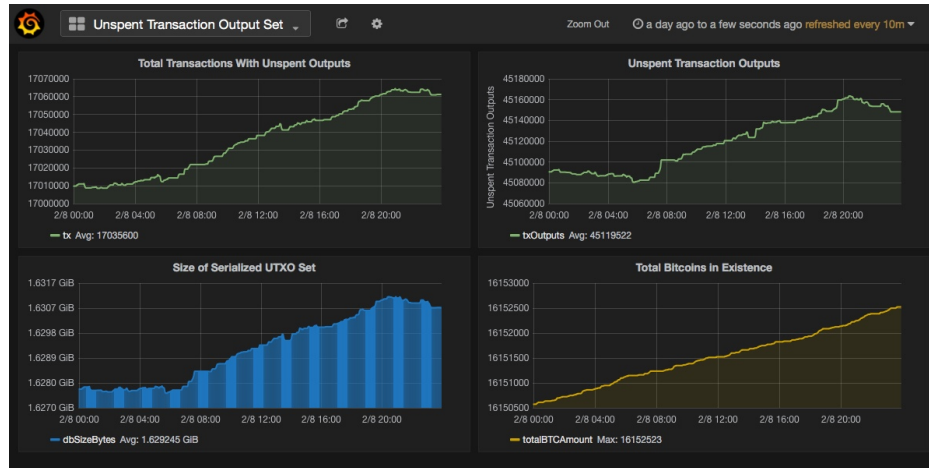 Unspent Transaction Output Set
Zoom Out a day ago to a few seconds ago refreshed every 10m
Total Transactions With Unspent Outputs
17070000
17060000
17050000
17040000
17030000
17020000
17010000
17000000
2/8 00:00 2/8 04:00 2/8 08:00 2/8 12:00 2/8 16:00 2/8 20:00
tx Avg: 17035600
Unspent Transaction Outputs
Unspent Transaction Outputs
45180000
45160000
45140000
45120000
45100000
45080000
45060000
2/8 00:00 2/8 04:00 2/8 08:00 2/8 12:00 2/8 16:00 2/8 20:00
txOutputs Avg: 45119522
Size of Serialized UTXO Set
1.6317 GiB
1.6307 GiB
1.6298 GiB
1.6289 GiB
1.6280 GiB
1.6270 GiB
2/8 00:00 2/8 04:00 2/8 08:00 2/8 12:00 2/8 16:00 2/8 20:00
dbSizeBytes Avg: 1.629245 GiB
Total Bitcoins in Existence
16153000
16152500
16152000
16151500
16151000
16150500
2/8 00:00 2/8 04:00 2/8 08:00 2/8 12:00 2/8 16:00 2/8 20:00
totalBTCAmount Max: 16152523